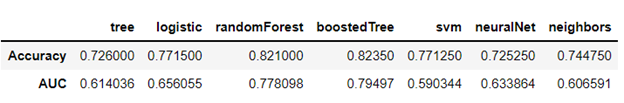 tree logistic randomForest boostedTree svm neuralNet neighbors
Accuracy 0.726000 0.771500 0.821000 0.82350 0.771250 0.725250 0.744750
AUC 0.614036 0.656055 0.778098 0.79497 0.590344 0.633864 0.606591